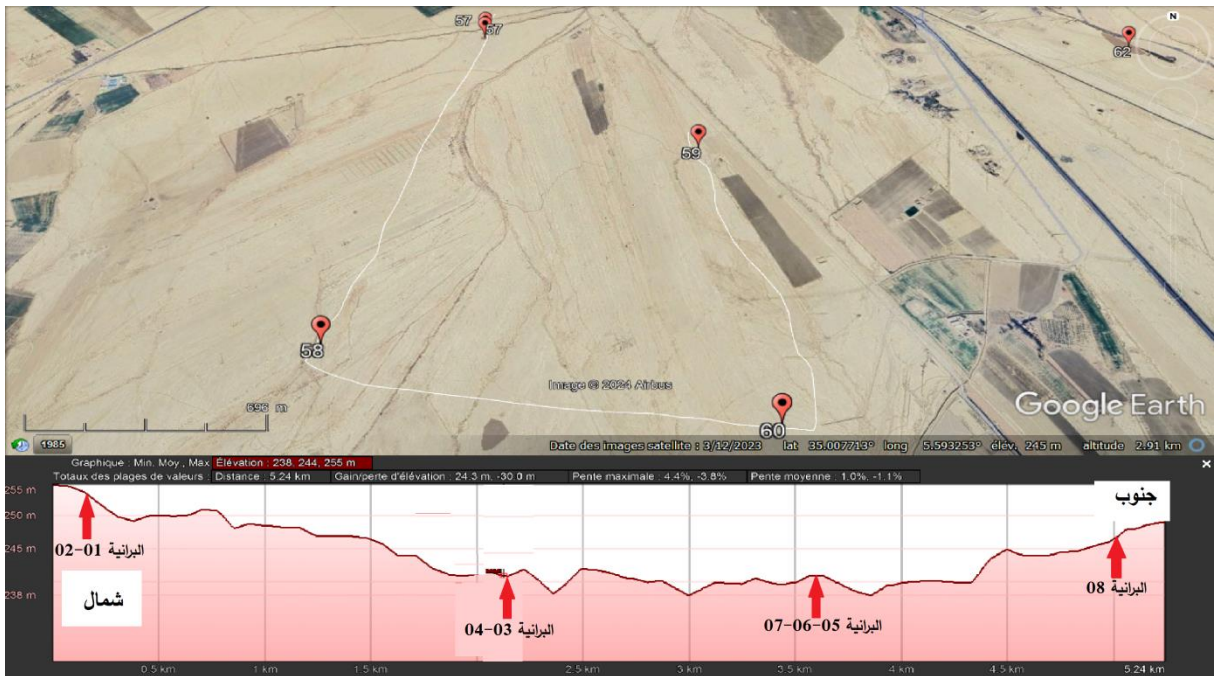 57
57
N
62
59
58
60
Image © 2024 Airbus
Google Earth
696 m
1985
Date des images satellite : 3/12/2023 lat 35.007713° long 5.593253° élév. 245 m altitude 2.91 km
Graphique : Min, Moy , Max Élévation : 238, 244, 255 m
Totaux des plages de valeurs : Distance : 5.24 km Gain/perte d'élévation : 24.3 m, -30.0 m Pente maximale : 4.4%, -3.8% Pente moyenne : 1.0%, -1.1%
255 m
250 m
245 m
238 m
جنوب
شمال
البرانية 01-02
البرانية 03-04
البرانية 05-06-07
البرانية 08
0.5 km
1 km
1.5 km
2.5 km
3 km
3.5 km
4 km
4.5 km
5.24 km